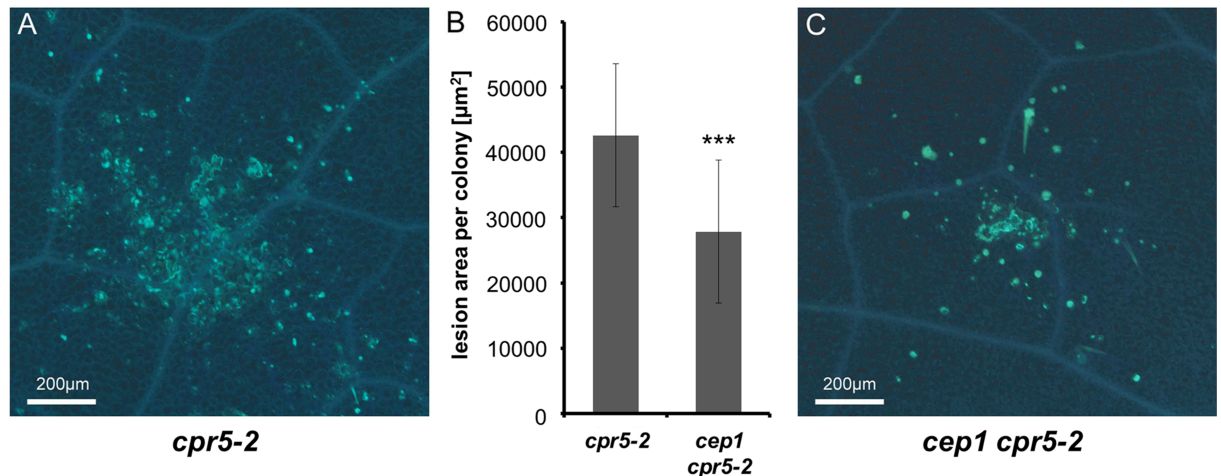 A
200µm
cpr5-2
B
lesion area per colony [µm²]
60000
50000
40000
30000
20000
10000
0
***
cpr5-2
cep1
cpr5-2
C
200µm
cep1 cpr5-2